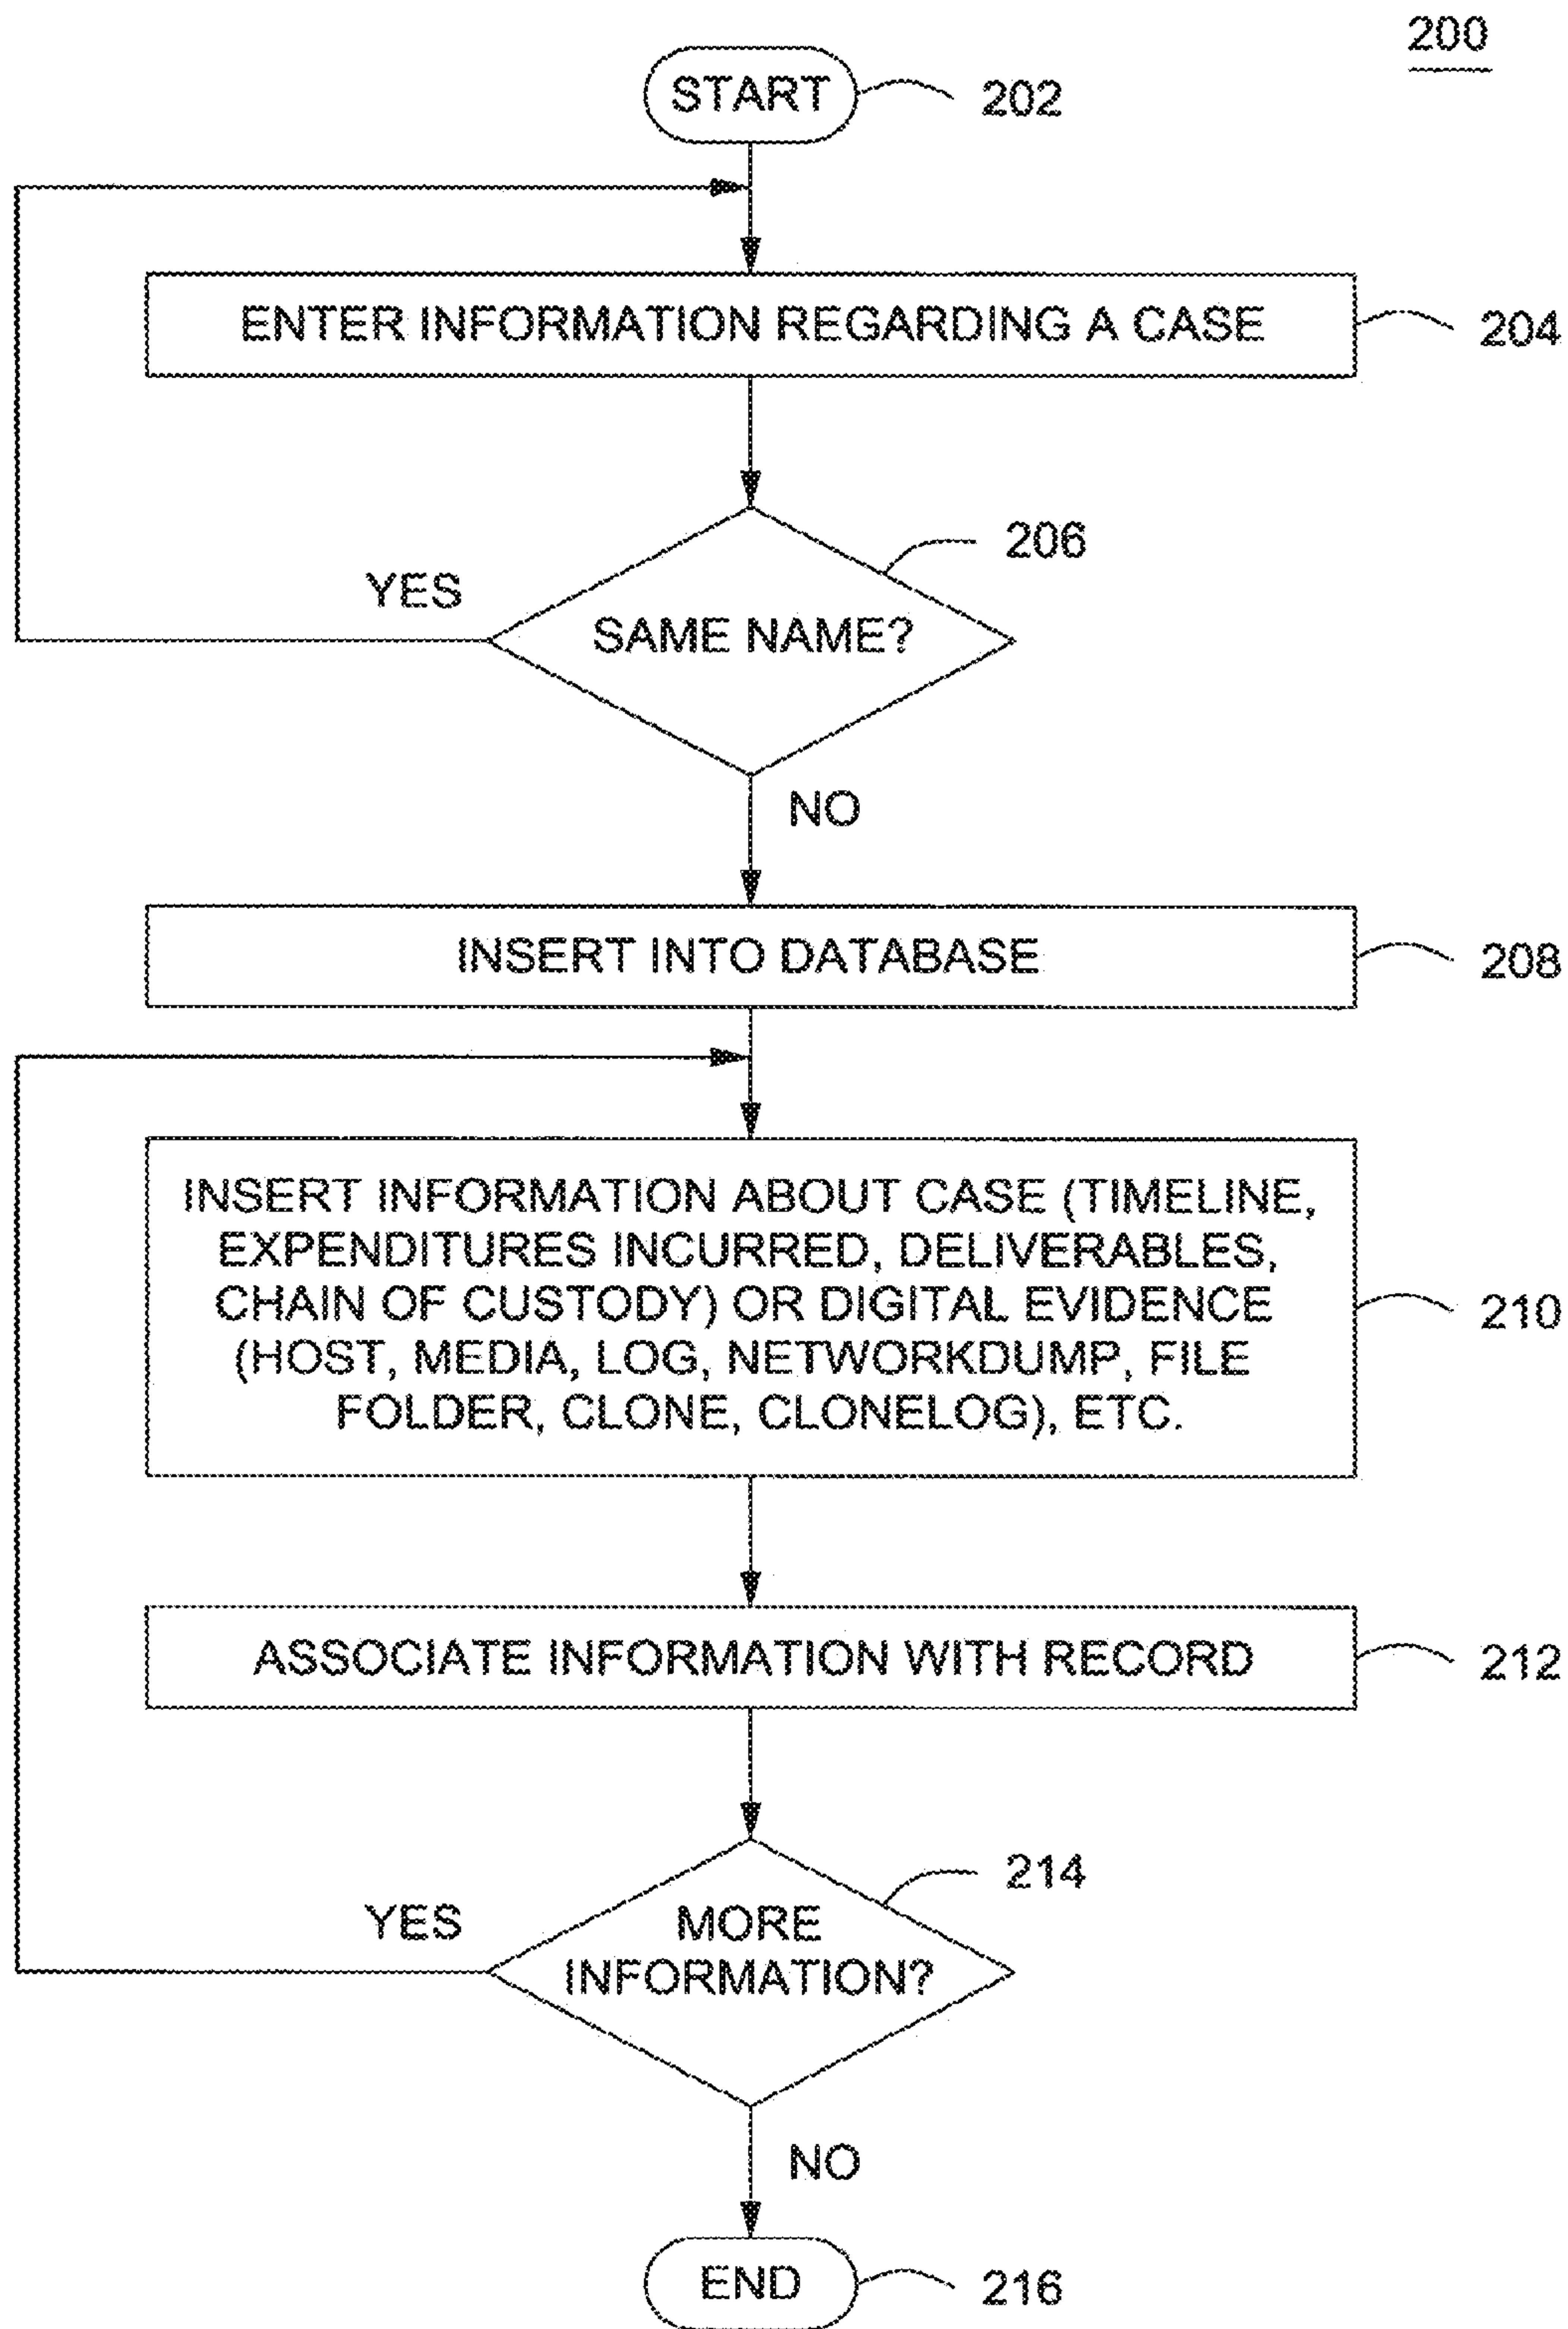 200
START
202
ENTER INFORMATION REGARDING A CASE
204
206
YES
SAME NAME?
NO
INSERT INTO DATABASE
208
INSERT INFORMATION ABOUT CASE (TIMELINE,
EXPENDITURES INCURRED, DELIVERABLES,
CHAIN OF CUSTODY) OR DIGITAL EVIDENCE
(HOST, MEDIA, LOG, NETWORKDUMP, FILE
FOLDER, CLONE, CLONELOG), ETC.
210
ASSOCIATE INFORMATION WITH RECORD
212
214
YES
MORE
INFORMATION?
NO
END
216